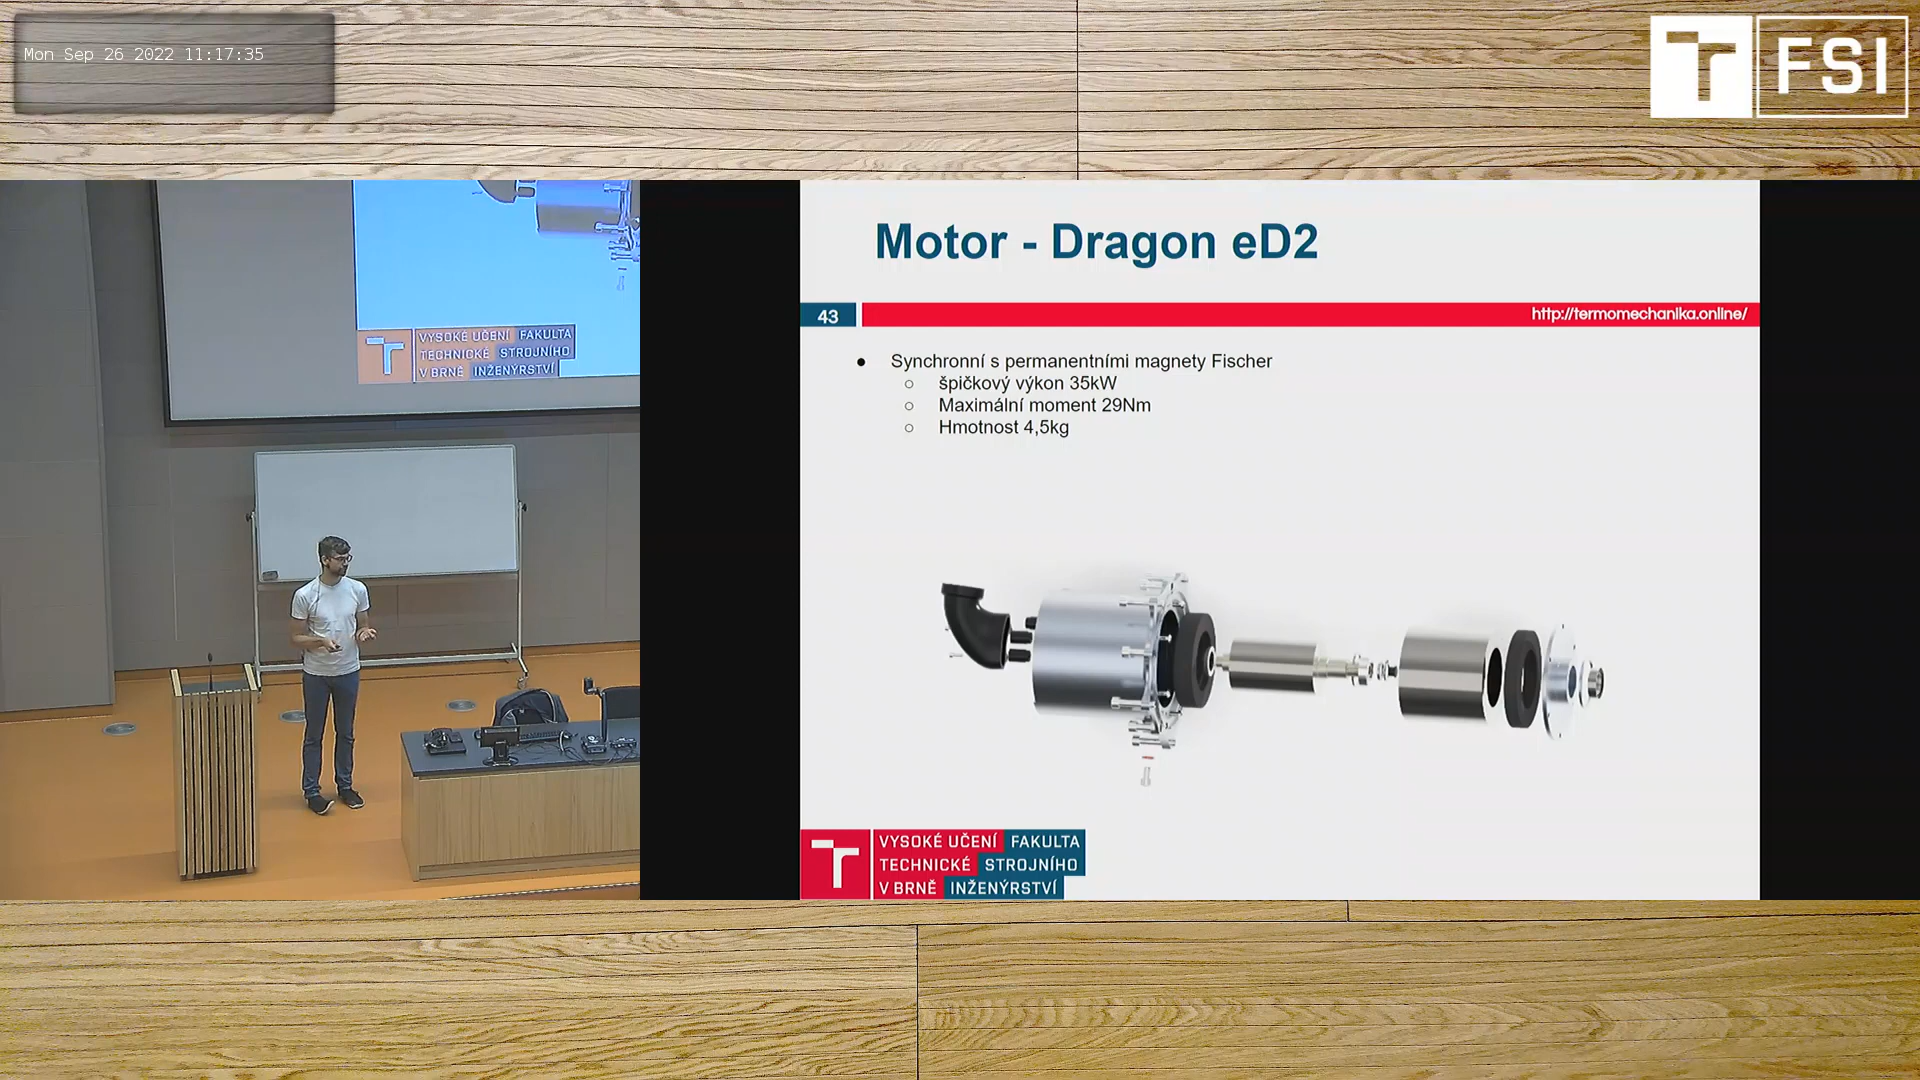 Mon Sep 26 2022 11:17:35
FSI
VYSOKÉ UČENÍ FAKULTA
TECHNICKÉ STROJNÍHO
V BRNĚ INŽENÝRSTVÍ
Motor - Dragon eD2
43
http://termomechanika.online/
● Synchronní s permanentními magnety Fischer
○ špičkový výkon 35kW
○ Maximální moment 29Nm
○ Hmotnost 4,5kg
VYSOKÉ UČENÍ FAKULTA
TECHNICKÉ STROJNÍHO
V BRNĚ INŽENÝRSTVÍ